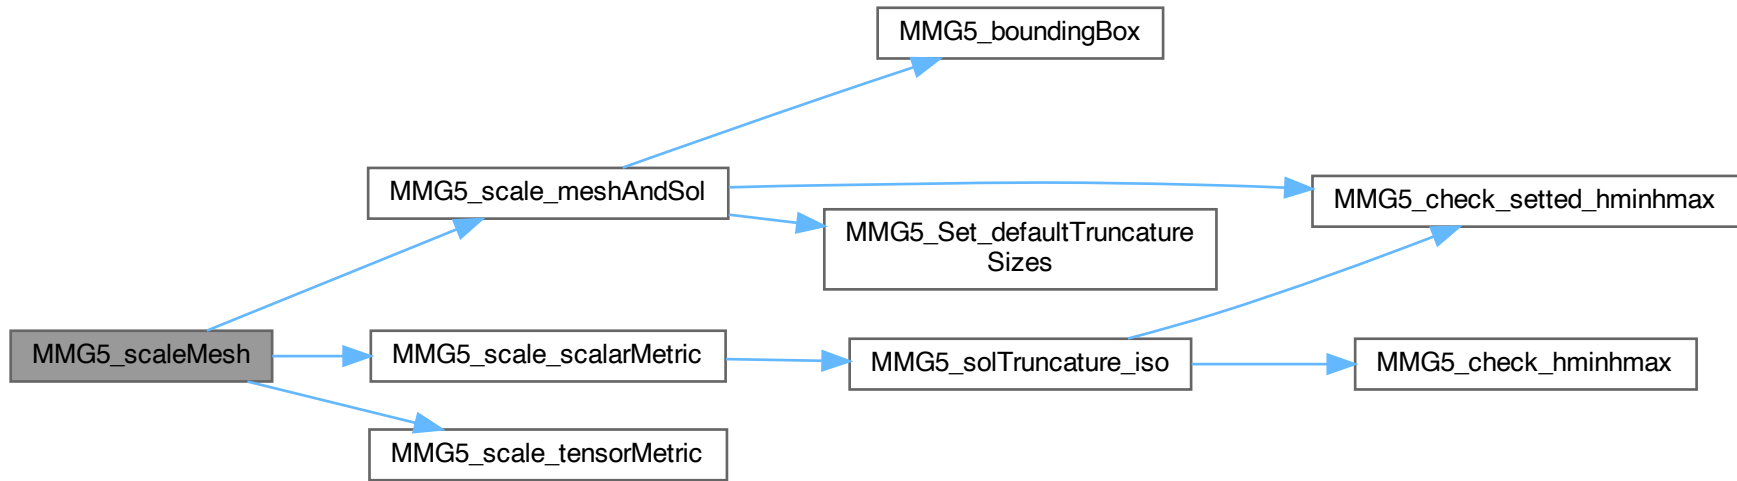 MMG5_boundingBox
MMG5_scale_meshAndSol
MMG5_check_setted_hminhmax
MMG5_Set_defaultTruncature
Sizes
MMG5_scaleMesh
MMG5_scale_scalarMetric
MMG5_solTruncature_iso
MMG5_check_hminhmax
MMG5_scale_tensorMetric